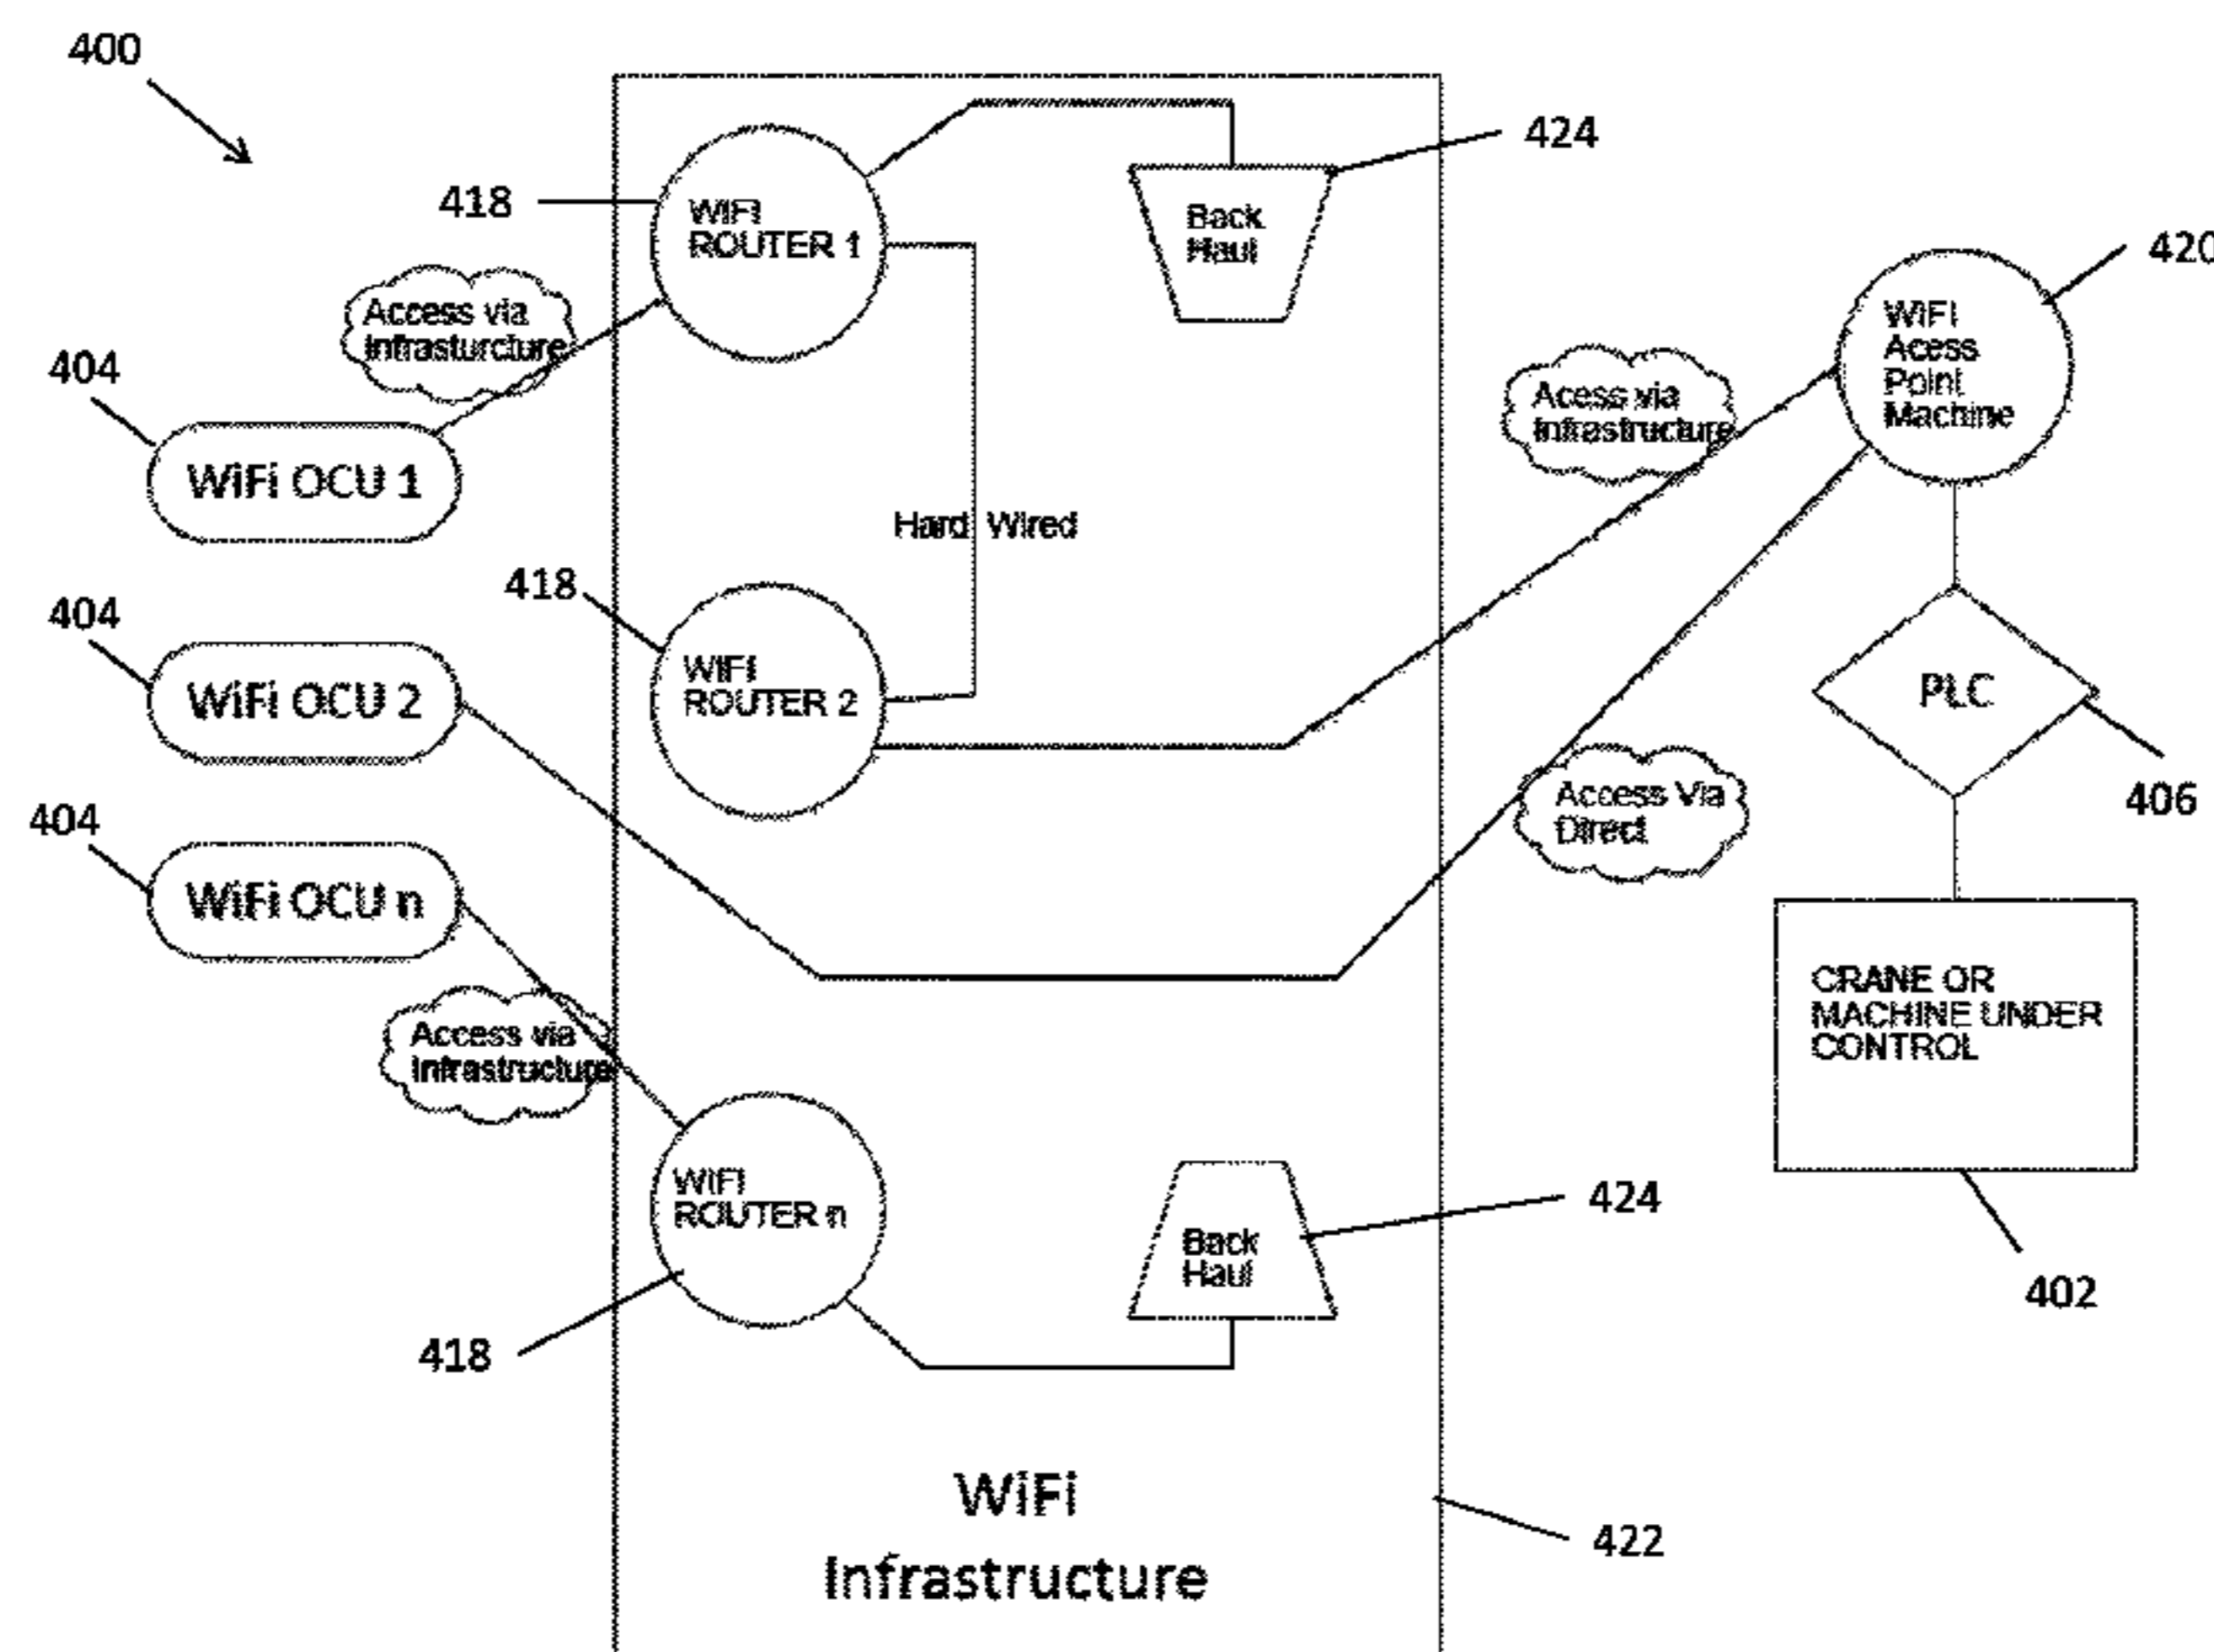 400
424
418
WIFI
ROUTER 1
Back
Haul
420
Access via
Infrasturcture
WIFI
Acess
Point
Machine
404
WiFi OCU 1
Acess via
Infrastructure
Hard Wired
418
404
WiFi OCU 2
WIFI
ROUTER 2
PLC
406
404
WiFi OCU n
Access Via
Direct
Access via
Infrastructure
CRANE OR
MACHINE UNDER
CONTROL
WIFI
ROUTER n
Back
Haul
424
402
418
WiFi
Infrastructure
422